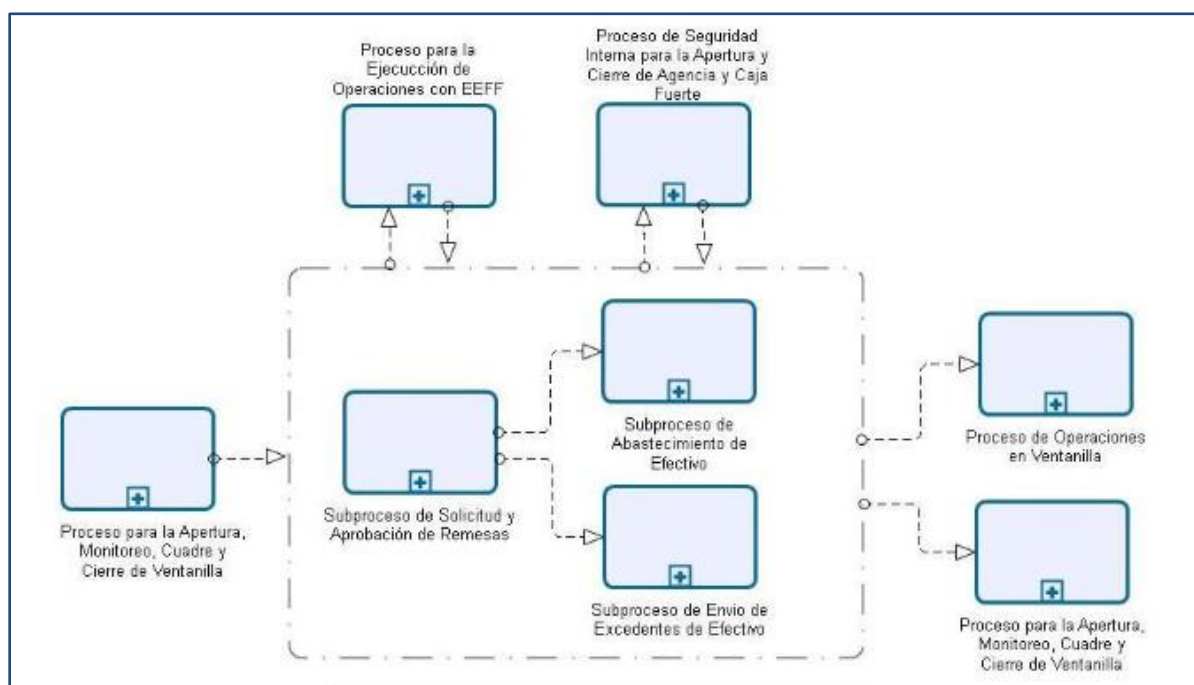 Proceso para la
Ejecucción de
Operaciones con EEFF
Proceso de Seguridad
Interna para la Apertura y
Cierre de Agencia y Caja
Fuerte
Subproceso de
Abastecimiento de
Efectivo
Proceso de Operaciones
en Ventanilla
Proceso para la Apertura,
Monitoreo, Cuadre y
Cierre de Ventanilla
Subproceso de Solicitud y
Aprobación de Remesas
Subproceso de Envio de
Excedentes de Efectivo
Proceso para la Apertura,
Monitoreo, Cuadre y
Cierre de Ventanilla